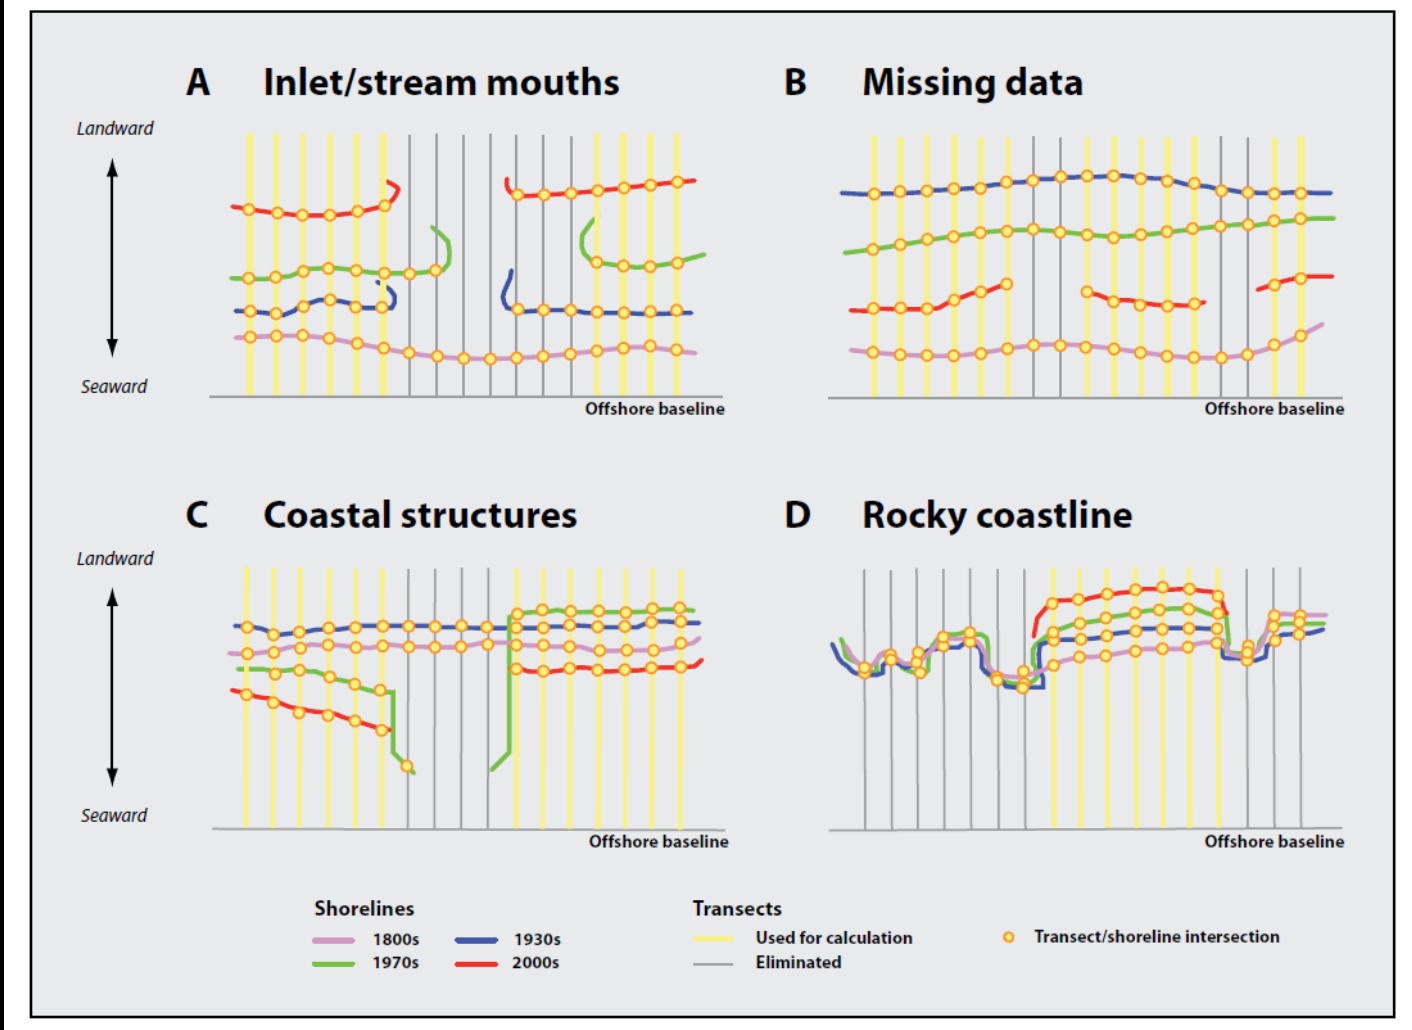 A Inlet/stream mouths
B Missing data
Landward
Seaward
Offshore baseline
Offshore baseline
C Coastal structures
D Rocky coastline
Landward
Seaward
Offshore baseline
Offshore baseline
Shorelines
1800s
1930s
1970s
2000s
Transects
Used for calculation
Eliminated
Transect/shoreline intersection